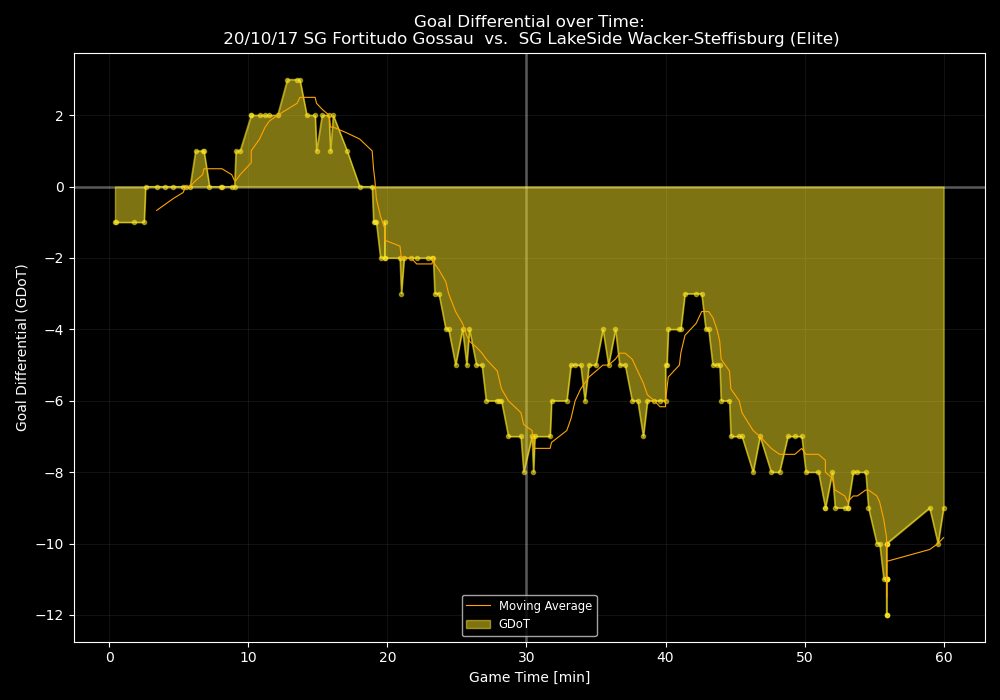 Goal Differential over Time:
20/10/17 SG Fortitudo Gossau  vs.  SG LakeSide Wacker-Steffisburg (Elite)
Goal Differential (GDoT)
2
0
−2
−4
−6
−8
−10
−12
Moving Average
GDoT
0 10 20 30 40 50 60
Game Time [min]